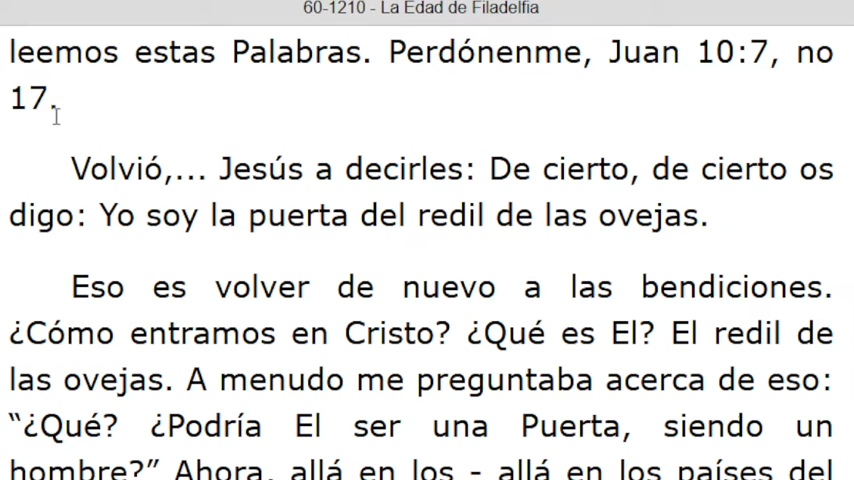 60-1210 - La Edad de Filadelfia
leemos estas Palabras. Perdónenme, Juan 10:7, no
17.
Volvió,... Jesús a decirles: De cierto, de cierto os
digo: Yo soy la puerta del redil de las ovejas.
Eso es volver de nuevo a las bendiciones.
¿Cómo entramos en Cristo? ¿Qué es El? El redil de
las ovejas. A menudo me preguntaba acerca de eso:
“¿Qué? ¿Podría El ser una Puerta, siendo un
hombre?” Ahora, allá en los - allá en los países del